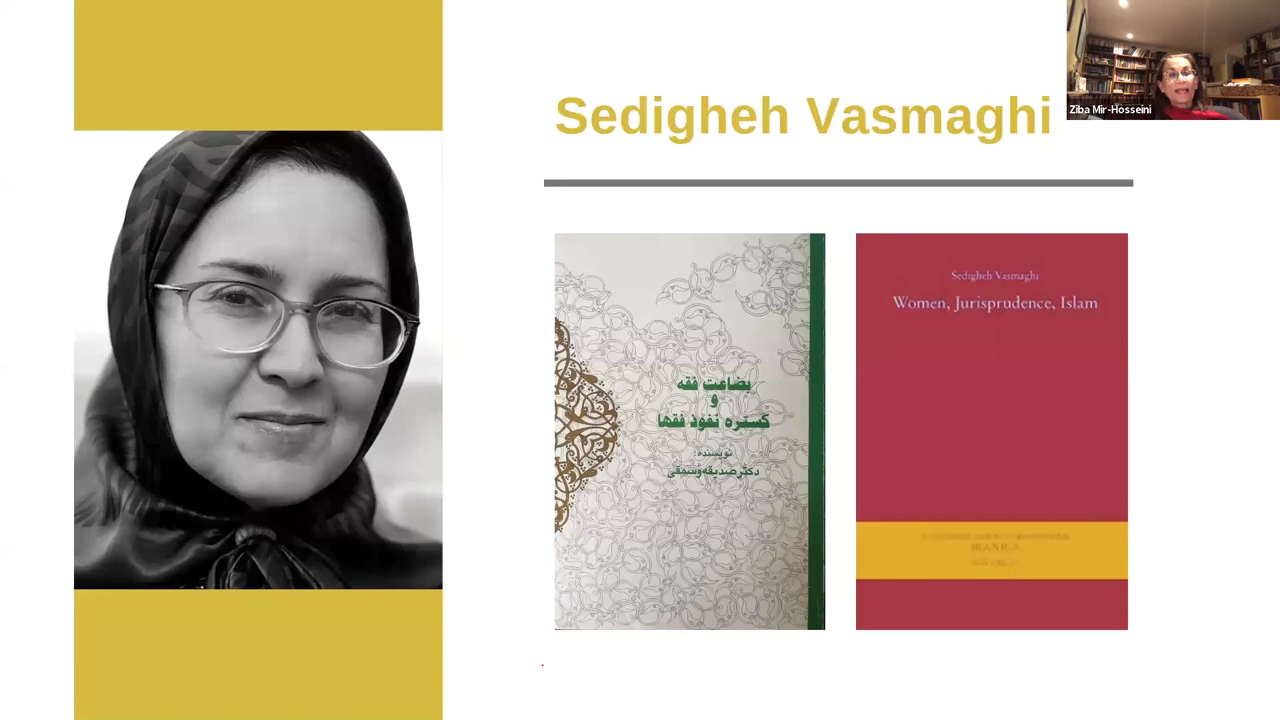 Sedigheh Vasmaghi
Ziba Mir-Hosseini
بضاعت فقه
و
گستره نفوذ فقها
نویسنده:
دکتر صدیقه وسمقی
Sedigheh Vasmaghi
Women, Jurisprudence, Islam
IRANICA